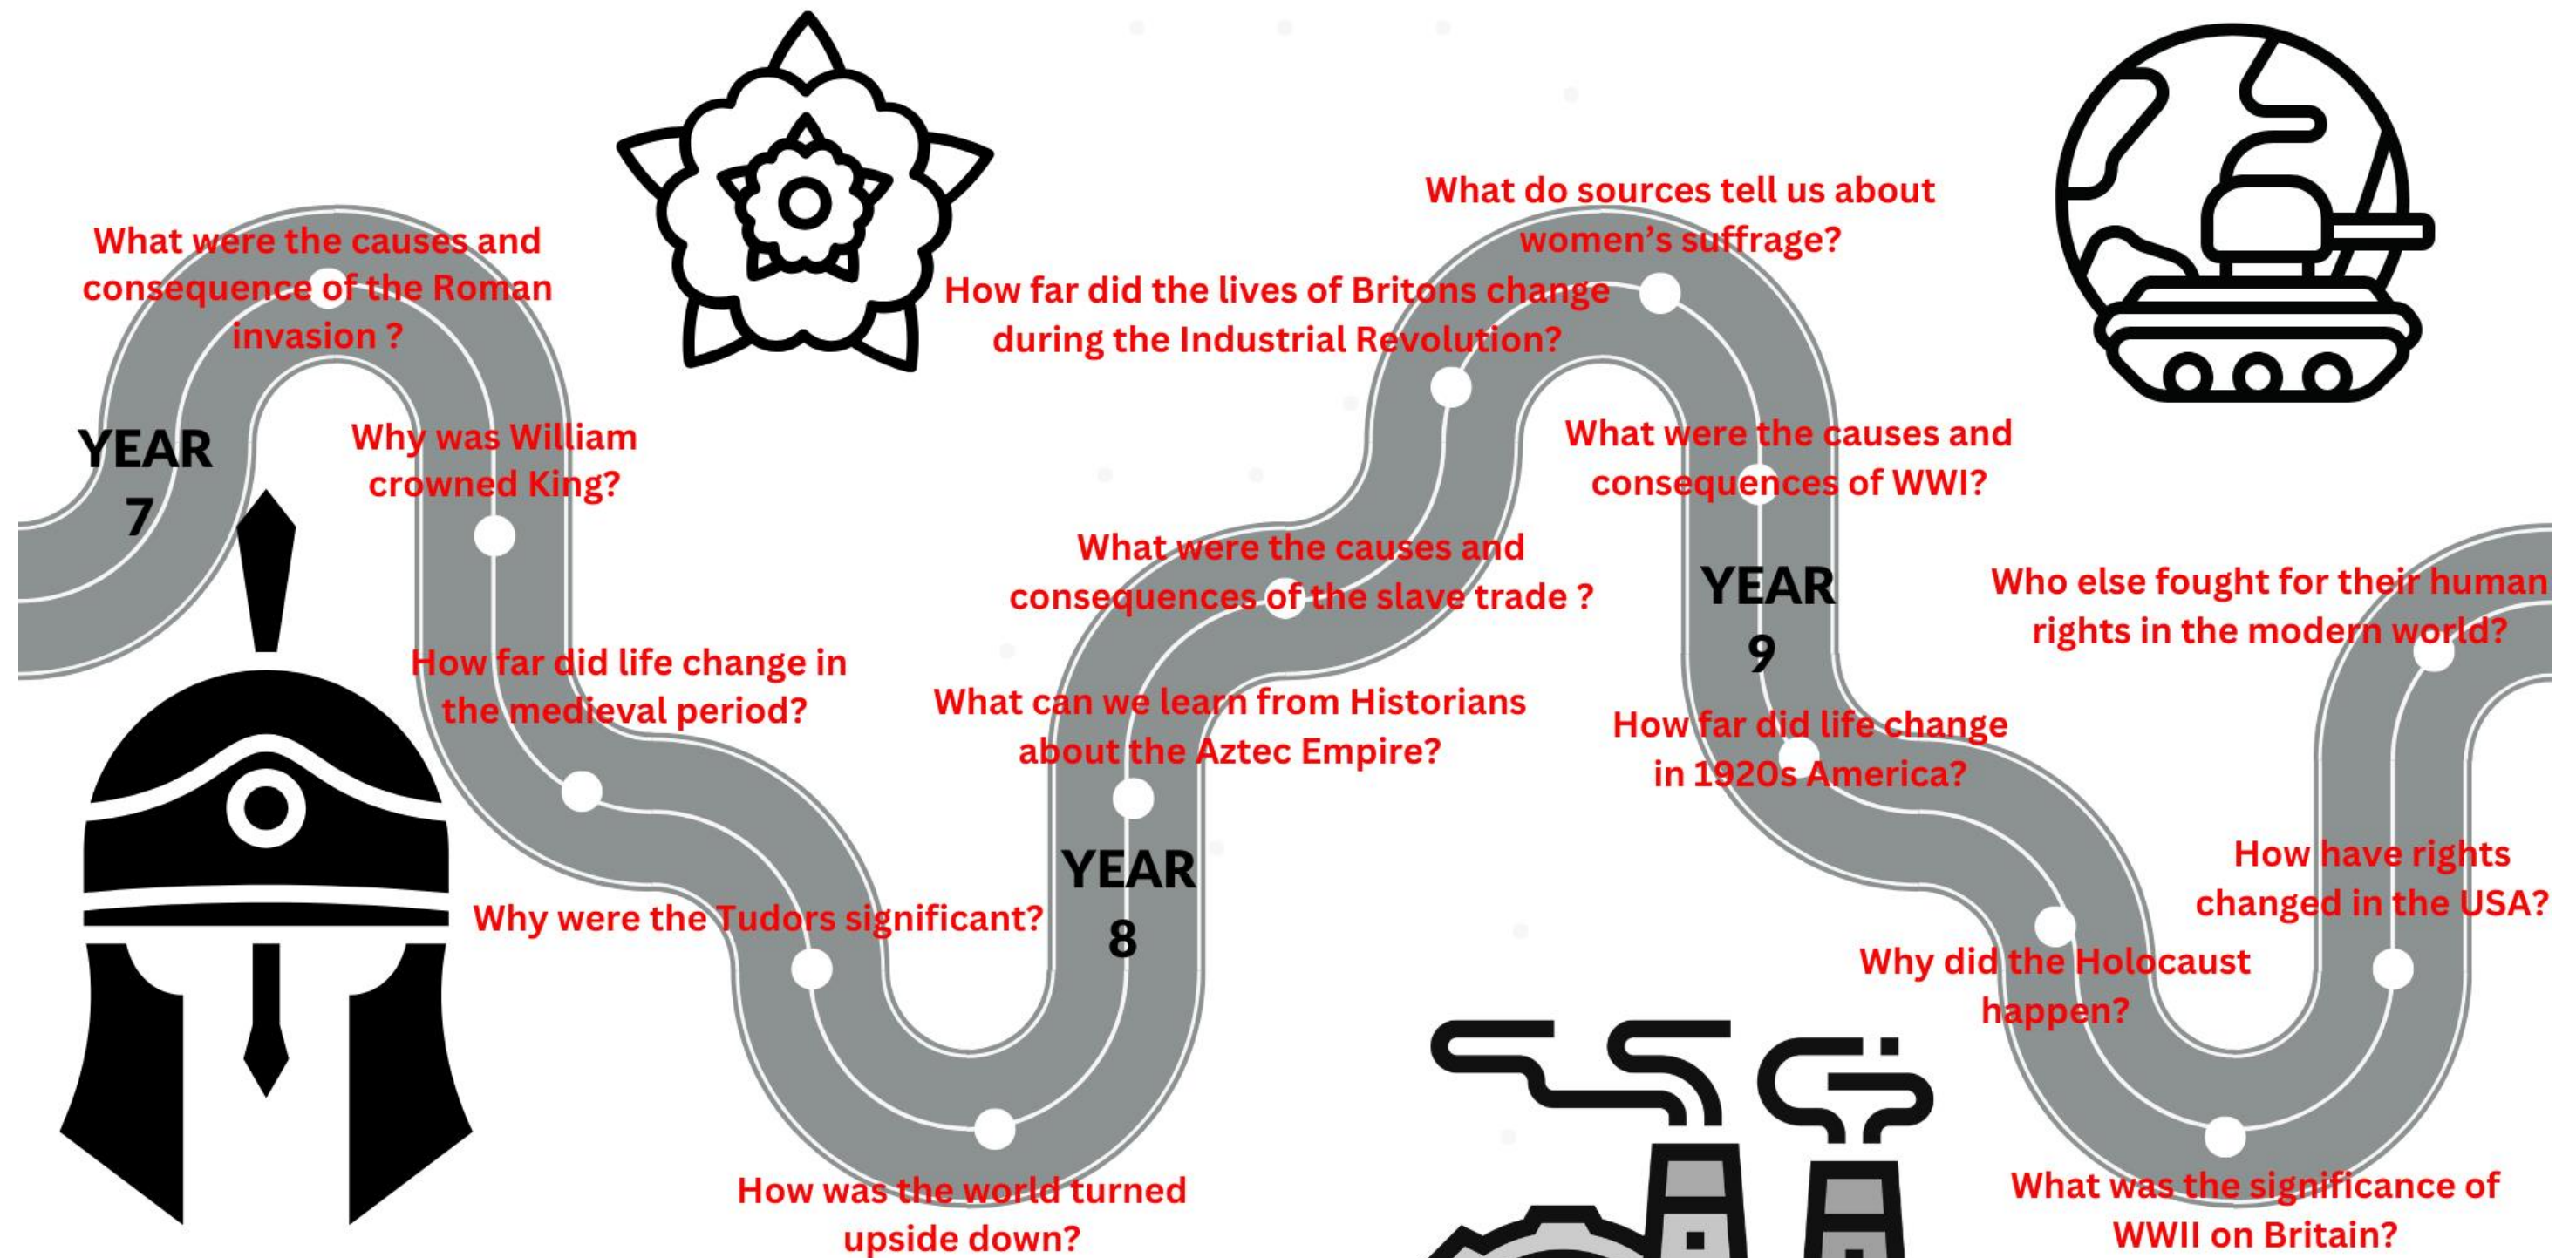 YEAR
7
What were the causes and
consequence of the Roman
invasion ?
Why was William
crowned King?
How far did life change in
the medieval period?
Why were the Tudors significant?
How was the world turned
upside down?
YEAR
8
What can we learn from Historians
about the Aztec Empire?
What were the causes and
consequences of the slave trade ?
How far did the lives of Britons change
during the Industrial Revolution?
What do sources tell us about
women’s suffrage?
What were the causes and
consequences of WWI?
YEAR
9
How far did life change
in 1920s America?
Why did the Holocaust
happen?
What was the significance of
WWII on Britain?
How have rights
changed in the USA?
Who else fought for their human
rights in the modern world?